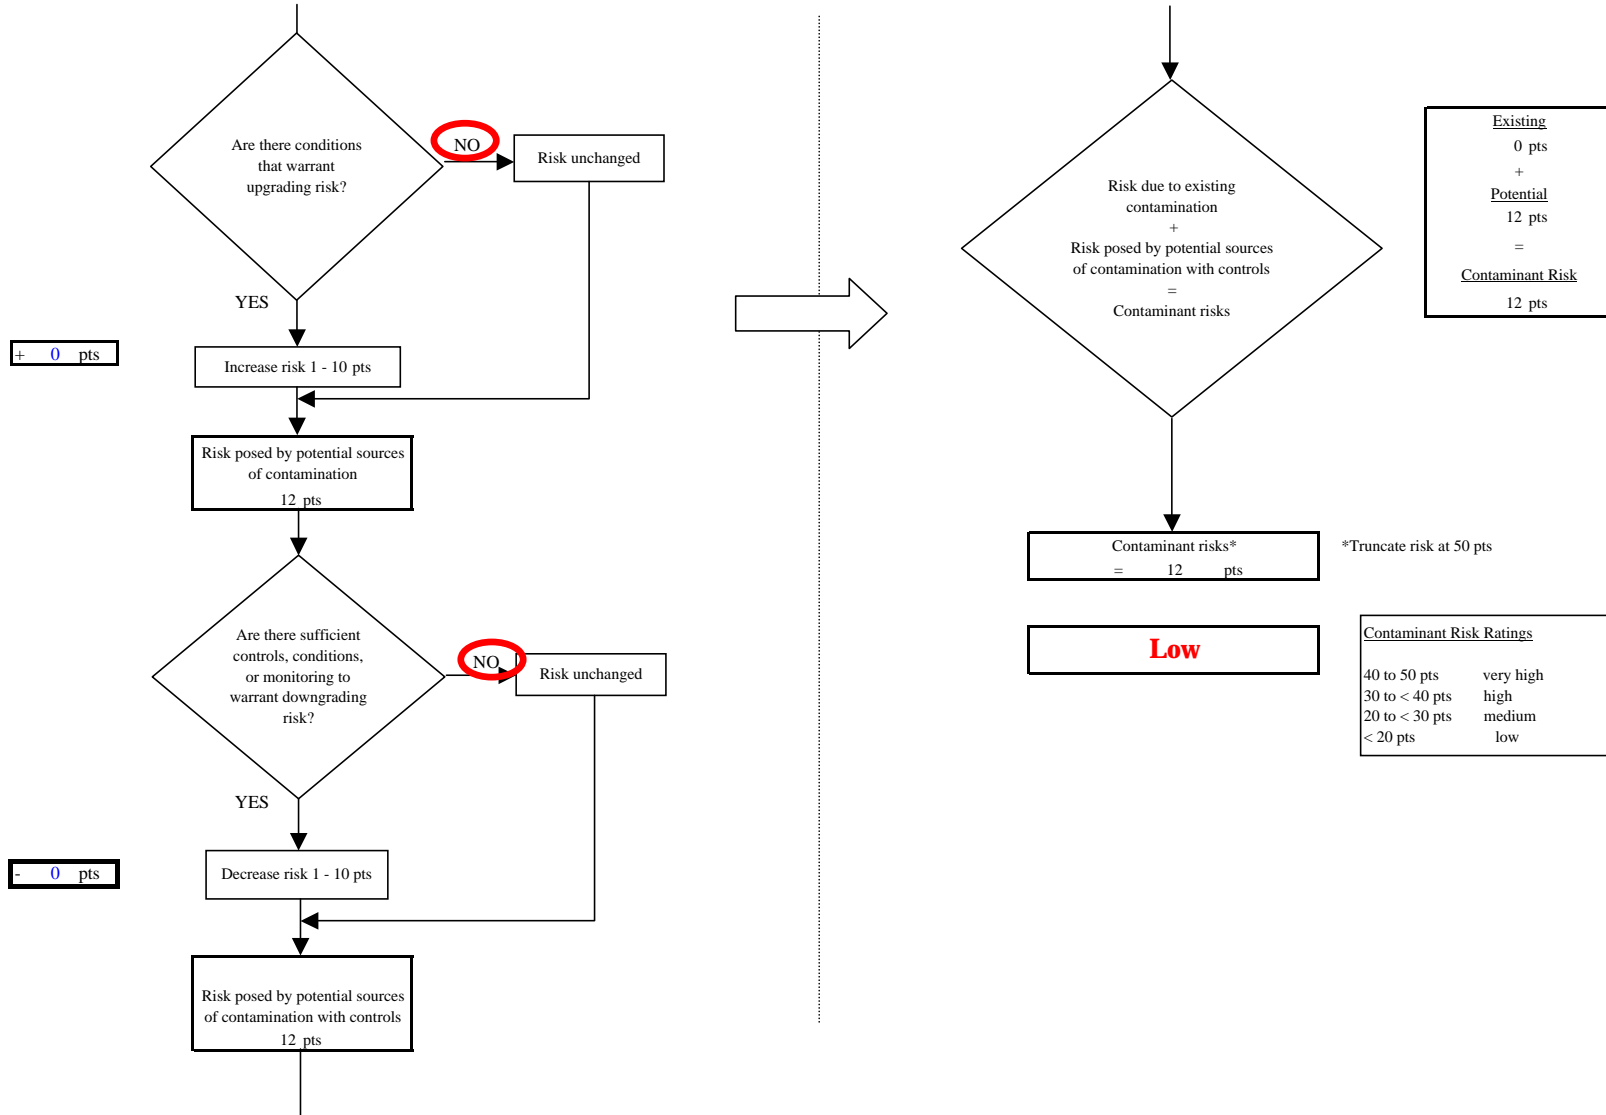 Are there conditions
that warrant
upgrading risk?
NO
Risk unchanged
YES
+ 0 pts
Increase risk 1 - 10 pts
Risk posed by potential sources
of contamination
12 pts
Are there sufficient
controls, conditions,
or monitoring to
warrant downgrading
risk?
NO
Risk unchanged
YES
- 0 pts
Decrease risk 1 - 10 pts
Risk posed by potential sources
of contamination with controls
12 pts
Risk due to existing
contamination
+
Risk posed by potential sources
of contamination with controls
=
Contaminant risks
Existing
0 pts
+
Potential
12 pts
=
Contaminant Risk
12 pts
Contaminant risks*
= 12 pts
*Truncate risk at 50 pts
Low
Contaminant Risk Ratings
40 to 50 pts very high
30 to < 40 pts high
20 to < 30 pts medium
< 20 pts low